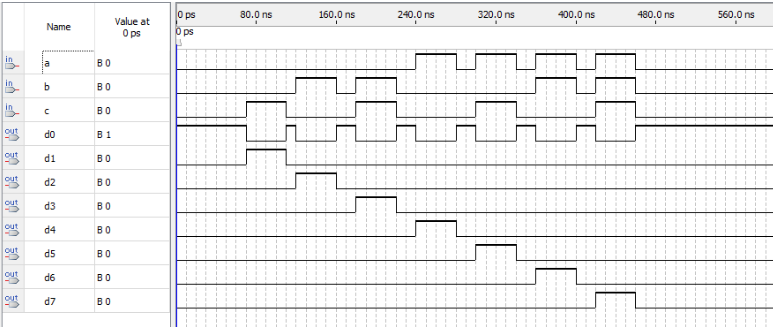 Name Value at 0 ps 0 ps 80.0 ns 160.0 ns 240.0 ns 320.0 ns 400.0 ns 480.0 ns 560.0 ns
0 ps
in a B 0
in b B 0
in c B 0
out d0 B 1
out d1 B 0
out d2 B 0
out d3 B 0
out d4 B 0
out d5 B 0
out d6 B 0
out d7 B 0